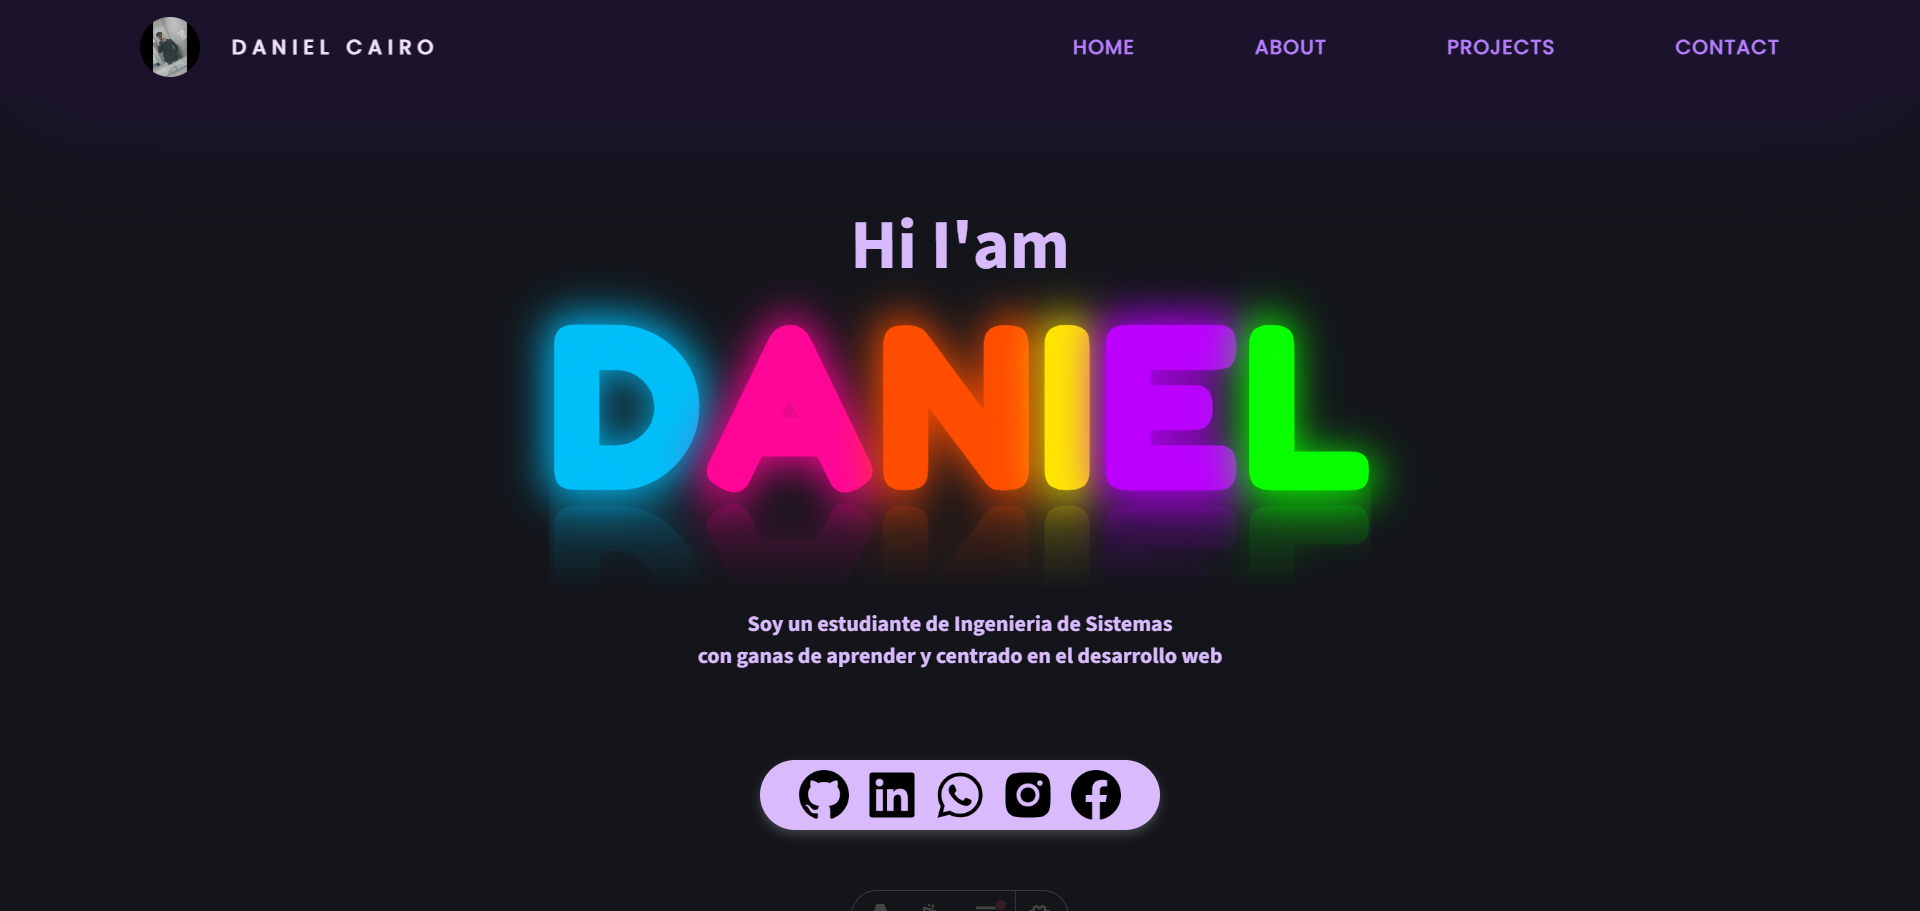 DANIEL CAIRO
HOME ABOUT PROJECTS CONTACT
Hi I'am
DANIEL
Soy un estudiante de Ingenieria de Sistemas
con ganas de aprender y centrado en el desarrollo web